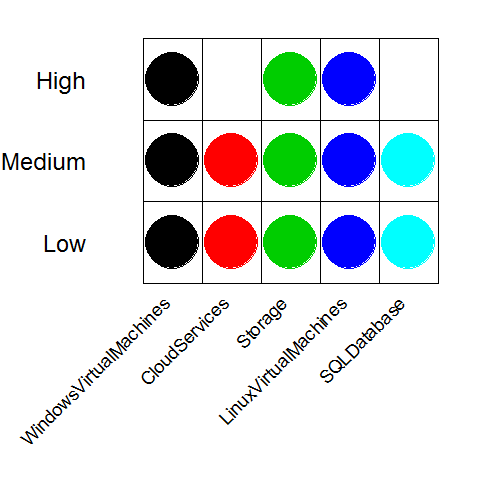 High
Medium
Low
WindowsVirtualMachines
CloudServices
Storage
LinuxVirtualMachines
SQLDatabase